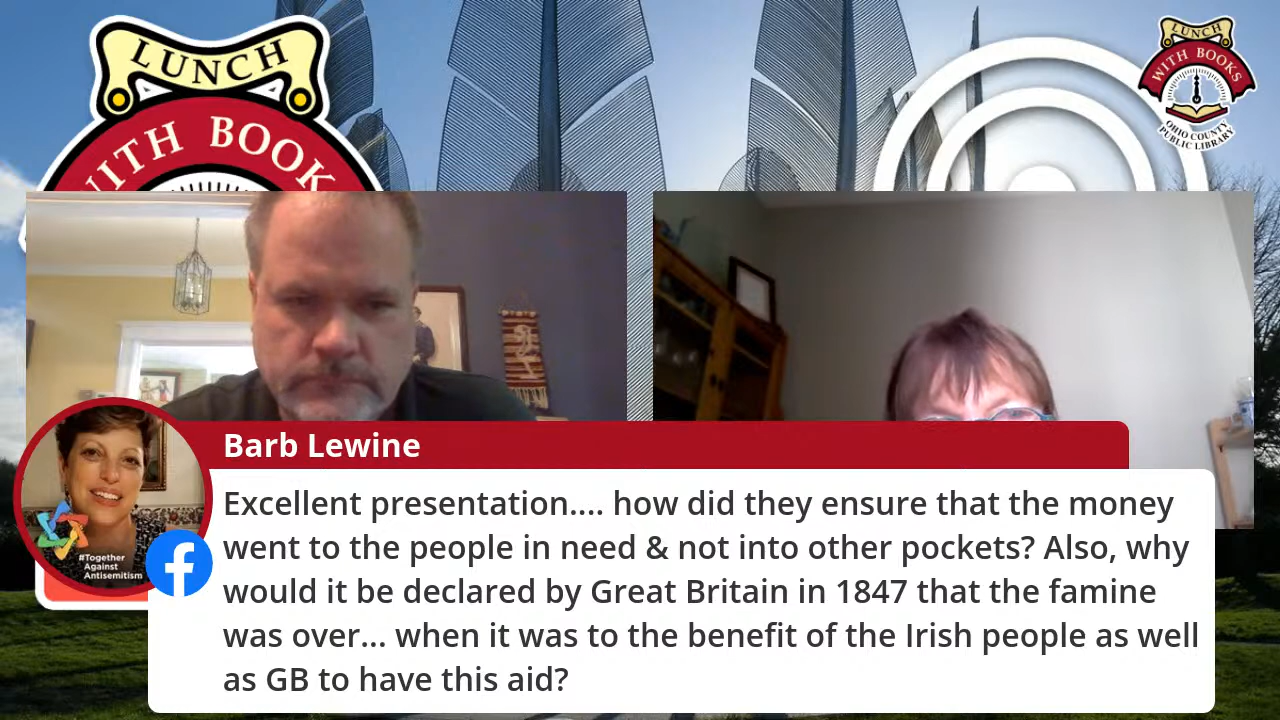 LUNCH
WITH BOOK
LUNCH
WITH BOOKS
OHIO COUNTY
PUBLIC LIBRARY
Barb Lewine
Excellent presentation.... how did they ensure that the money
went to the people in need & not into other pockets? Also, why
would it be declared by Great Britain in 1847 that the famine
was over... when it was to the benefit of the Irish people as well
as GB to have this aid?
#Together
Against
Antisemitism